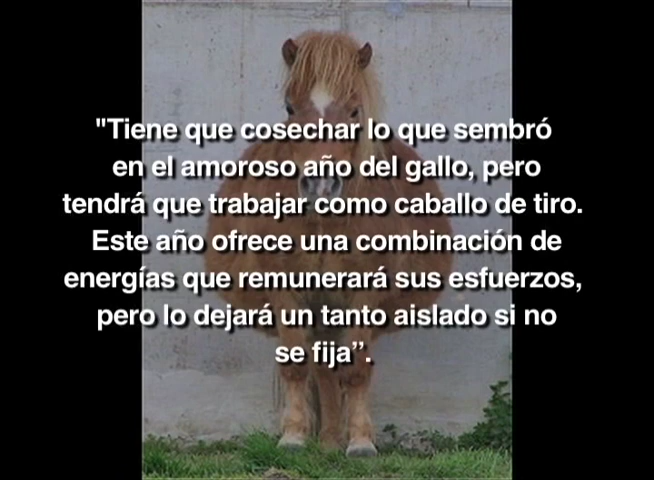 "Tiene que cosechar lo que sembró
en el amoroso año del gallo, pero
tendrá que trabajar como caballo de tiro.
Este año ofrece una combinación de
energías que remunerará sus esfuerzos,
pero lo dejará un tanto aislado si no
se fija”.